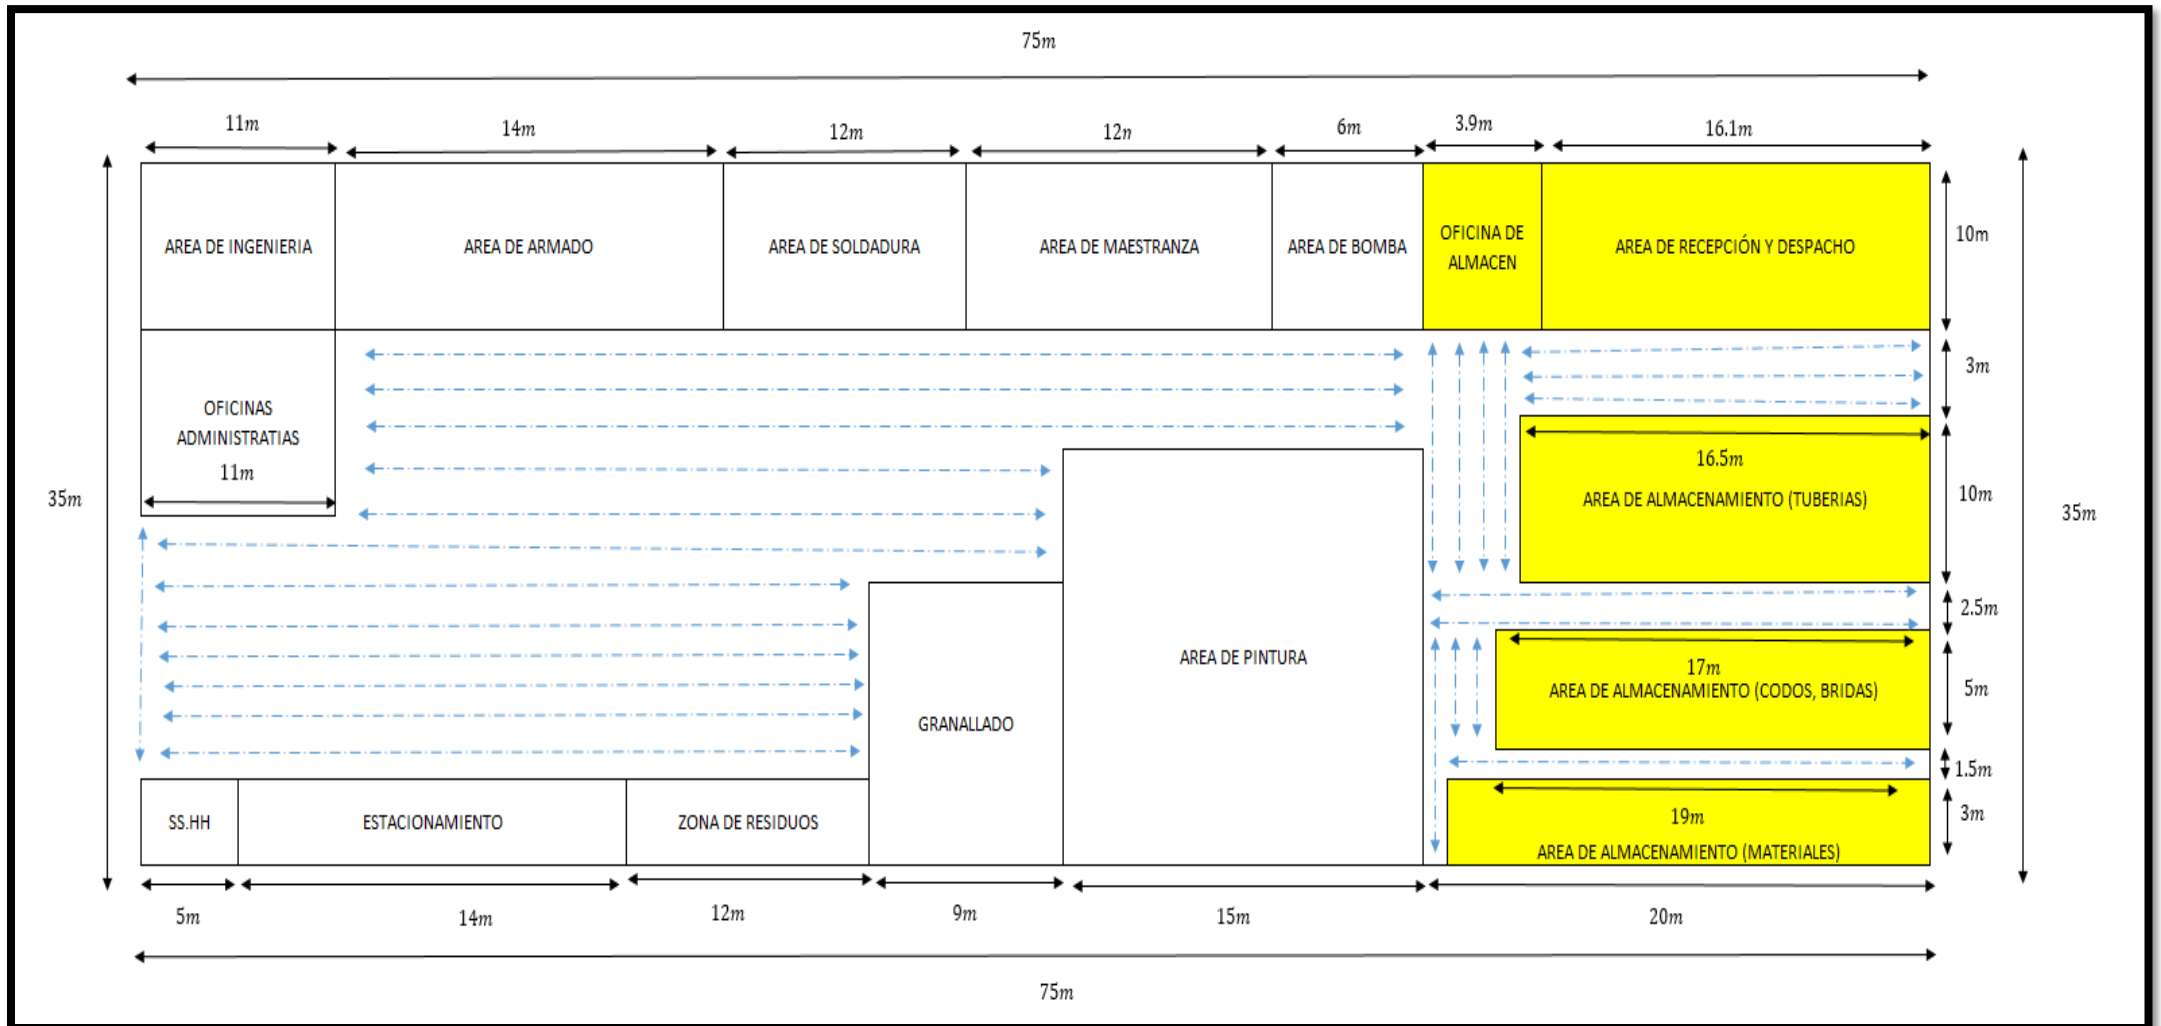 75m
11m
14m
12m
12n
6m
3.9m
16.1m
AREA DE INGENIERIA
AREA DE ARMADO
AREA DE SOLDADURA
AREA DE MAESTRANZA
AREA DE BOMBA
OFICINA DE
ALMACEN
AREA DE RECEPCIÓN Y DESPACHO
10m
3m
OFICINAS
ADMINISTRATIAS
11m
35m
16.5m
AREA DE ALMACENAMIENTO (TUBERIAS)
10m
35m
2.5m
AREA DE PINTURA
17m
AREA DE ALMACENAMIENTO (CODOS, BRIDAS)
5m
GRANALLADO
1.5m
SS.HH
ESTACIONAMIENTO
ZONA DE RESIDUOS
19m
AREA DE ALMACENAMIENTO (MATERIALES)
3m
5m
14m
12m
9m
15m
20m
75m